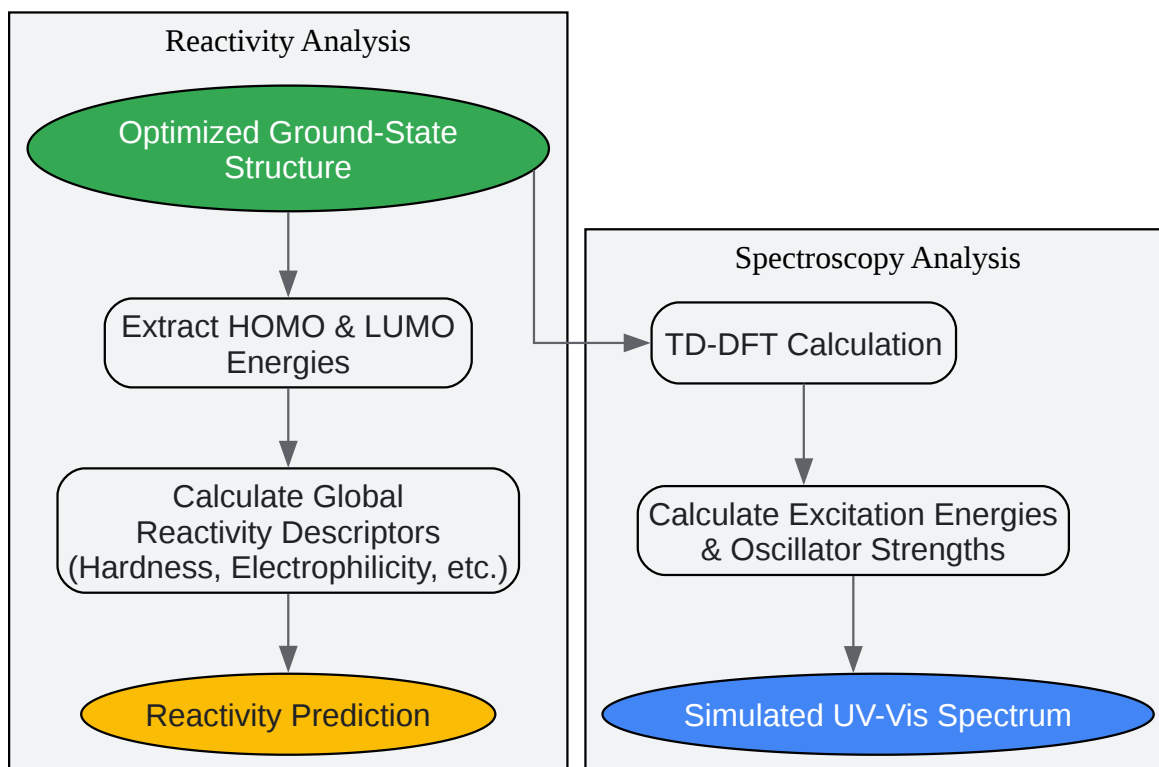 Reactivity Analysis
Optimized Ground-State
Structure
Extract HOMO & LUMO
Energies
Calculate Global
Reactivity Descriptors
(Hardness, Electrophilicity, etc.)
Reactivity Prediction
Spectroscopy Analysis
TD-DFT Calculation
Calculate Excitation Energies
& Oscillator Strengths
Simulated UV-Vis Spectrum